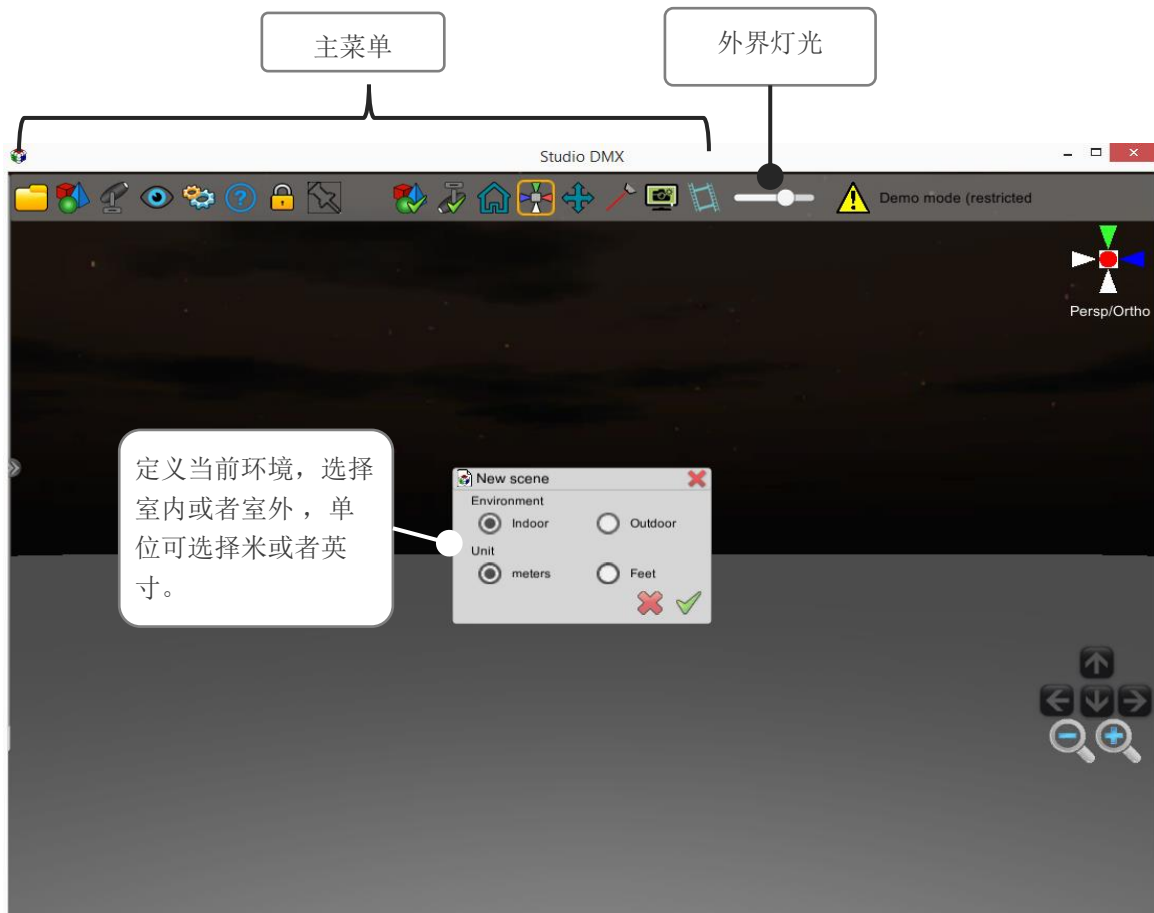 主菜单
外界灯光
Studio DMX
Demo mode (restricted
Persp/Ortho
定义当前环境，选择
室内或者室外 ，单
位可选择米或者英
寸。
New scene
Environment
Indoor Outdoor
Unit
meters Feet